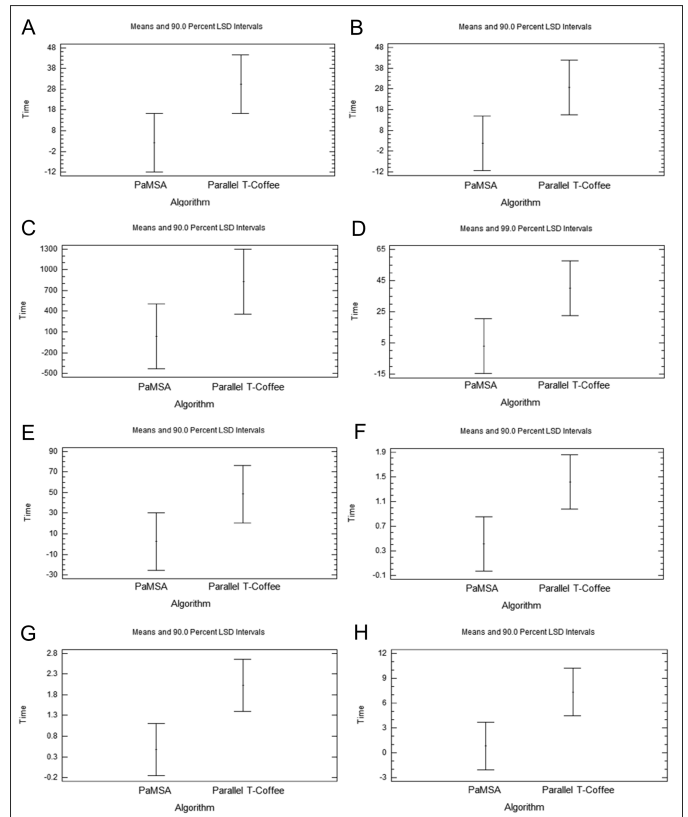 A
Means and 90.0 Percent LSD Intervals
48
38
28
18
8
-2
-12
Time
PaMSA Parallel T-Coffee
Algorithm
B
Means and 90.0 Percent LSD Intervals
48
38
28
18
8
-2
-12
Time
PaMSA Parallel T-Coffee
Algorithm
C
Means and 90.0 Percent LSD Intervals
1300
1000
700
400
100
-200
-500
Time
PaMSA Parallel T-Coffee
Algorithm
D
Means and 99.0 Percent LSD Intervals
65
45
25
5
-15
Time
PaMSA Parallel T-Coffee
Algorithm
E
Means and 90.0 Percent LSD Intervals
90
70
50
30
10
-10
-30
Time
PaMSA Parallel T-Coffee
Algorithm
F
Means and 90.0 Percent LSD Intervals
1.9
1.5
1.1
0.7
0.3
-0.1
Time
PaMSA Parallel T-Coffee
Algorithm
G
Means and 90.0 Percent LSD Intervals
2.8
2.3
1.8
1.3
0.8
0.3
-0.2
Time
PaMSA Parallel T-Coffee
Algorithm
H
Means and 90.0 Percent LSD Intervals
12
9
6
3
0
-3
Time
PaMSA Parallel T-Coffee
Algorithm